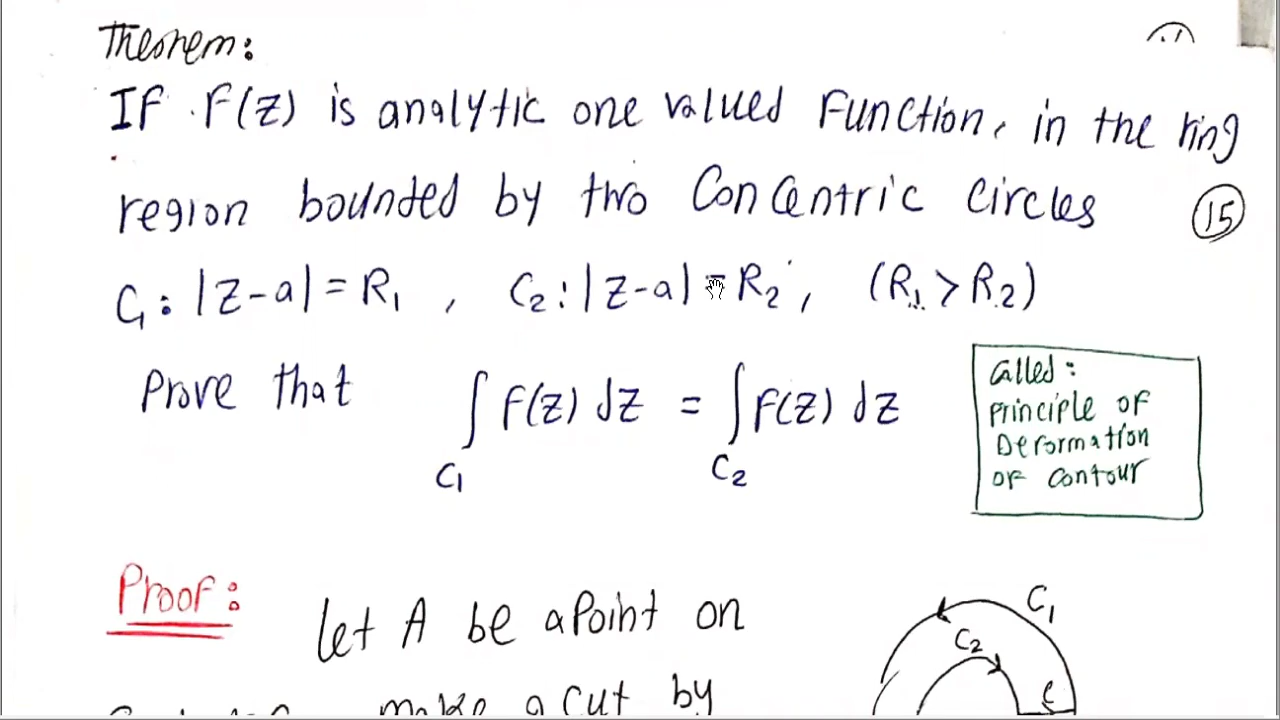 Theorem:
If F(z) is analytic one valued Function, in the ring
region bounded by two Concentric Circles
(15)
C1: |z-a| = R1 , C2: |z-a| = R2 , (R1 > R2)
Prove that ∫C1 F(z) dz = ∫C2 F(z) dz
Called:
Principle of
Deformation
of Contour
Proof: let A be a Point on
C1
C2
make a cut by